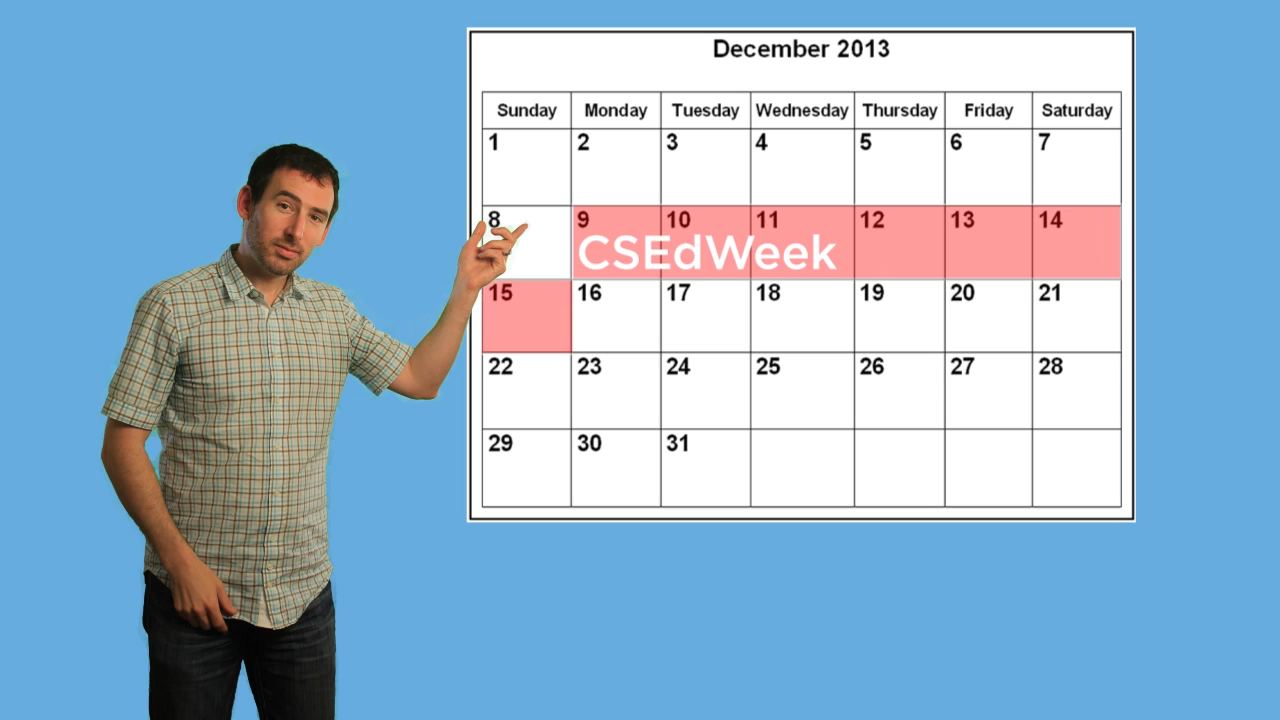 December 2013
Sunday Monday Tuesday Wednesday Thursday Friday Saturday
1 2 3 4 5 6 7
8 9 10 11 12 13 14
CSEdWeek
15 16 17 18 19 20 21
22 23 24 25 26 27 28
29 30 31